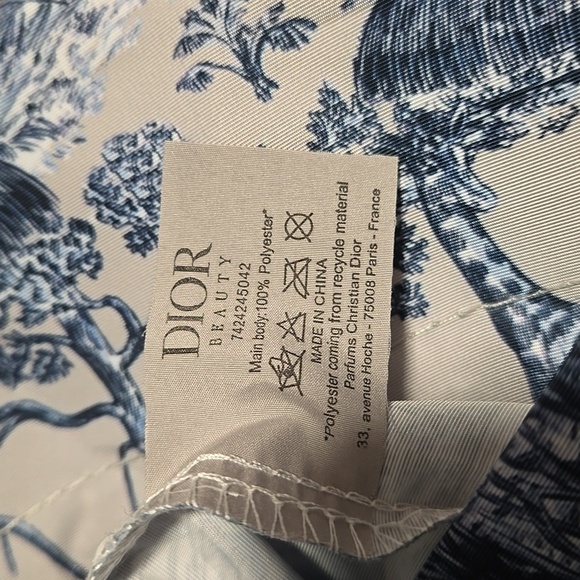 DIOR
BEAUTY
7424245042
Main body:100% Polyester*
MADE IN CHINA
*Polyester coming from recycle material
Parfums Christian Dior
33, avenue Hoche - 75008 Paris - France